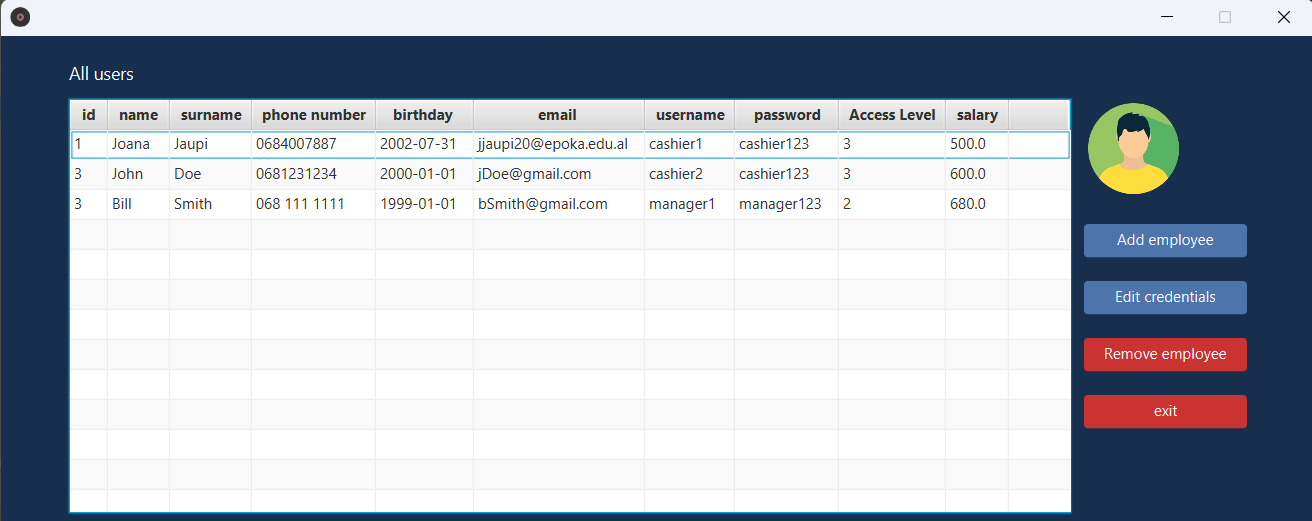 All users
id name surname phone number birthday email username password Access Level salary
1 Joana Jaupi 0684007887 2002-07-31 jjaupi20@epoka.edu.al cashier1 cashier123 3 500.0
3 John Doe 0681231234 2000-01-01 jDoe@gmail.com cashier2 cashier123 3 600.0
3 Bill Smith 068 111 1111 1999-01-01 bSmith@gmail.com manager1 manager123 2 680.0
Add employee
Edit credentials
Remove employee
exit